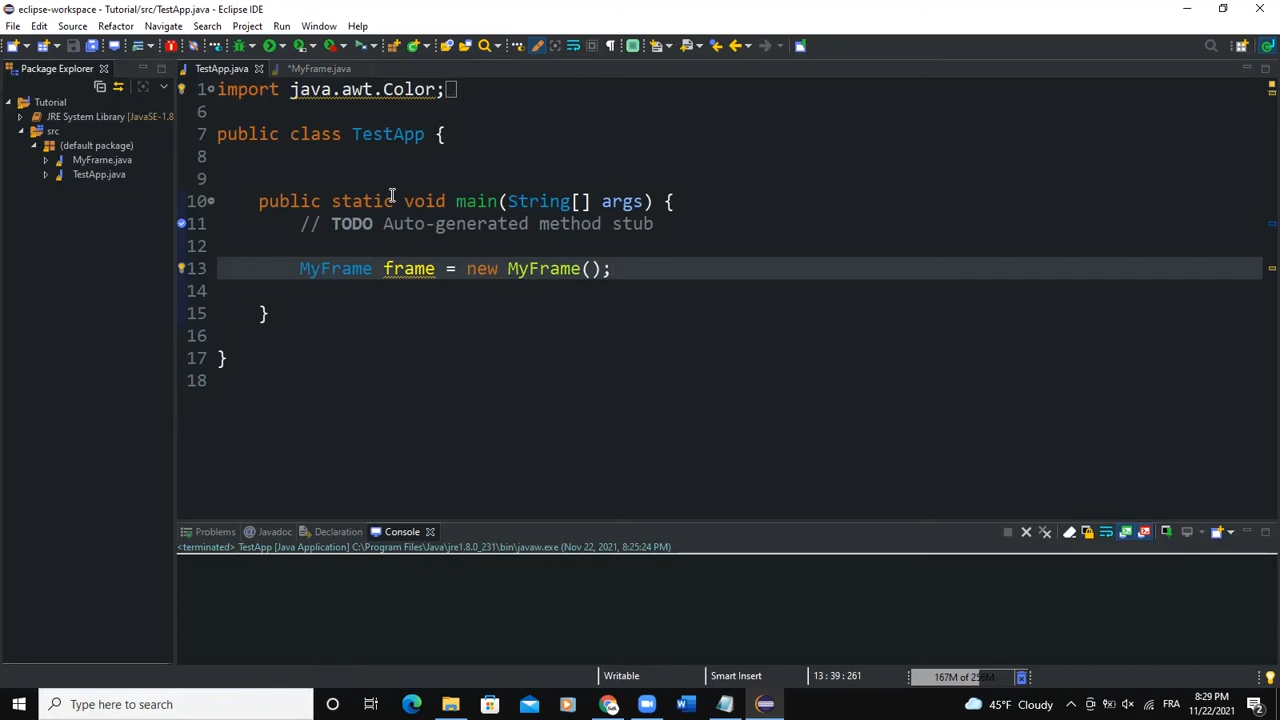 eclipse-workspace - Tutorial/src/TestApp.java - Eclipse IDE
File Edit Source Refactor Navigate Search Project Run Window Help
Package Explorer
TestApp.java
*MyFrame.java
Tutorial
JRE System Library [JavaSE-1.8
src
(default package)
MyFrame.java
TestApp.java
1 import java.awt.Color;
6
7 public class TestApp {
8
9
10 public static void main(String[] args) {
11 // TODO Auto-generated method stub
12
13 MyFrame frame = new MyFrame();
14
15 }
16
17 }
18
Problems Javadoc Declaration Console
<terminated> TestApp [Java Application] C:\Program Files\Java\jre1.8.0_231\bin\javaw.exe (Nov 22, 2021, 8:25:24 PM)
Writable Smart Insert 13 : 39 : 261 167M of 256M
Type here to search
45°F Cloudy FRA 8:29 PM
11/22/2021
2